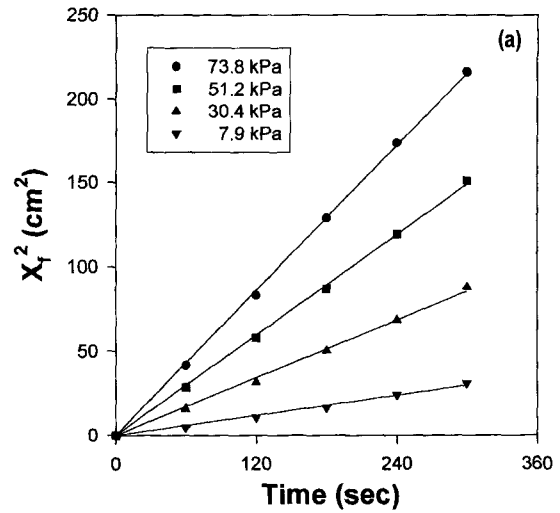 250
(a)
● 73.8 kPa
■ 51.2 kPa
▲ 30.4 kPa
▼ 7.9 kPa
200
150
100
50
0
X_f^2 (cm^2)
0 120 240 360
Time (sec)